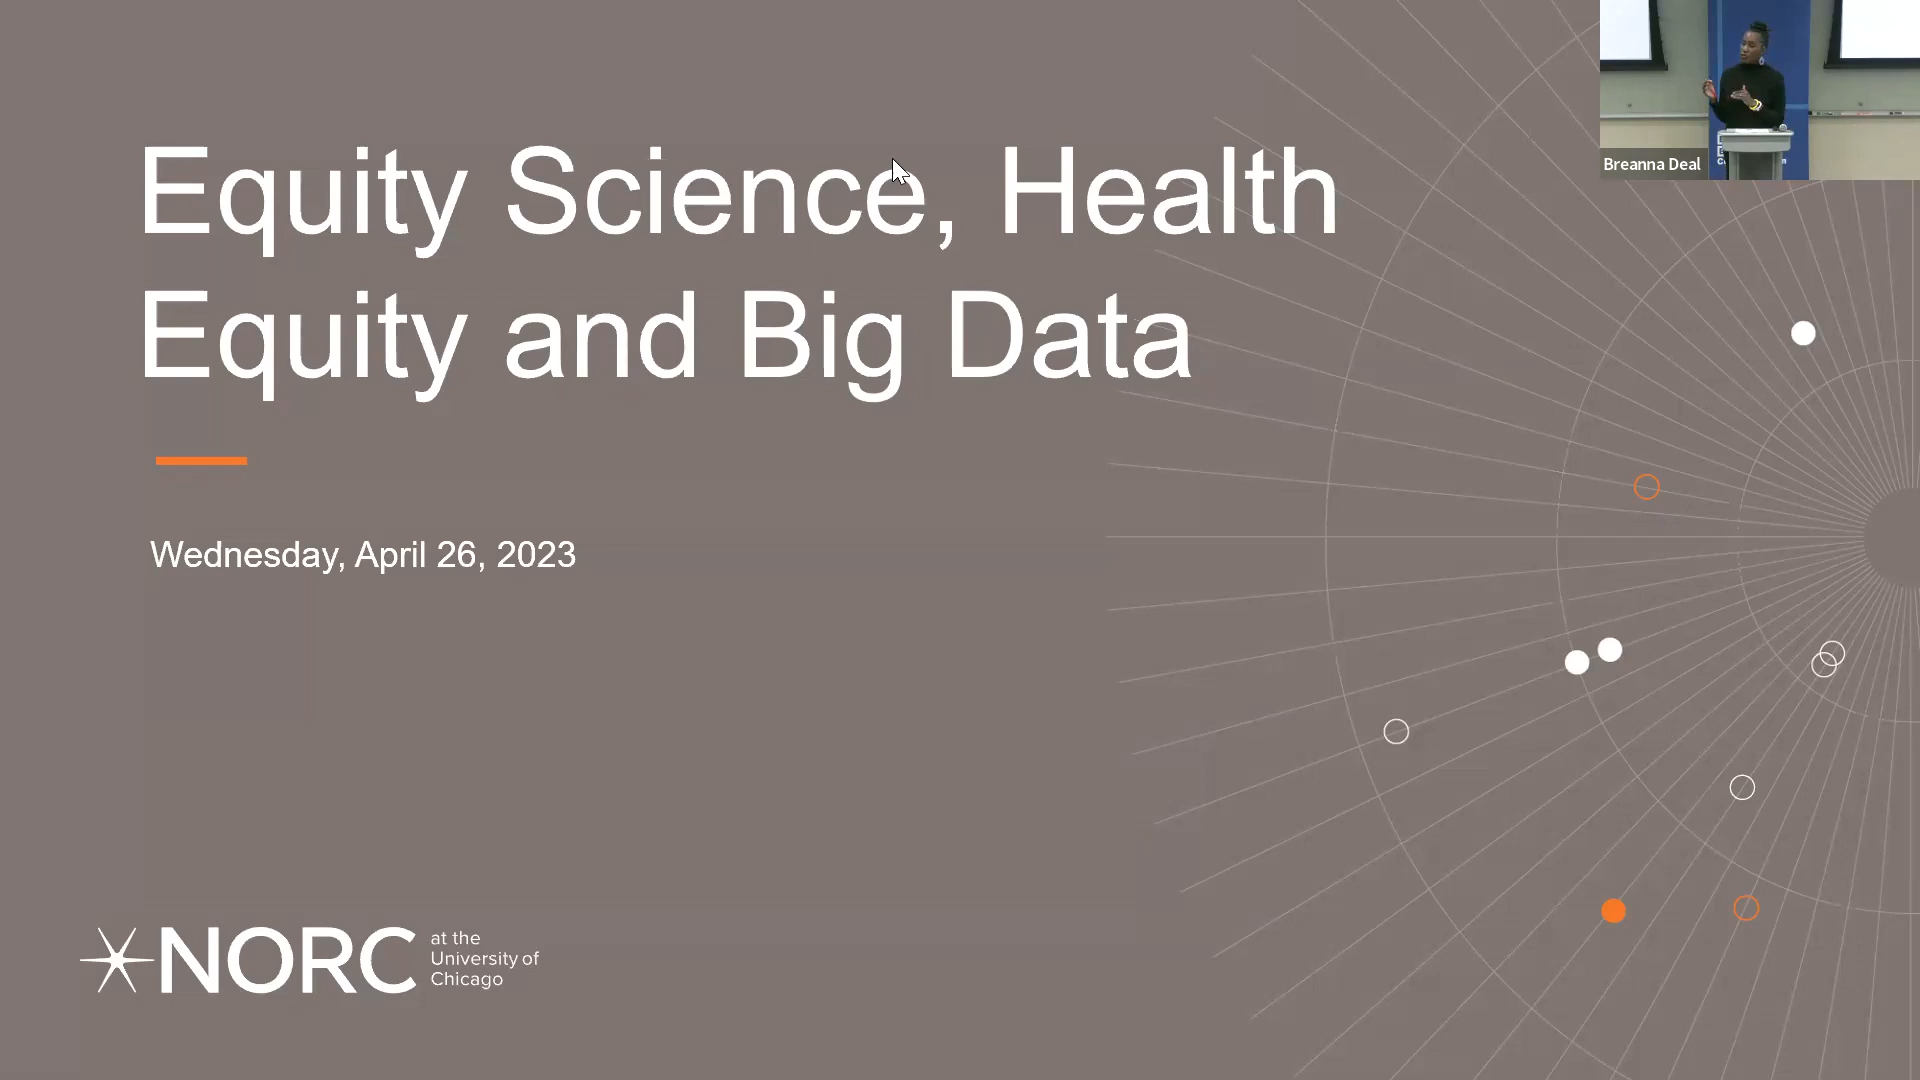 Equity Science, Health
Equity and Big Data
Wednesday, April 26, 2023
NORC
at the
University of
Chicago
Breanna Deal